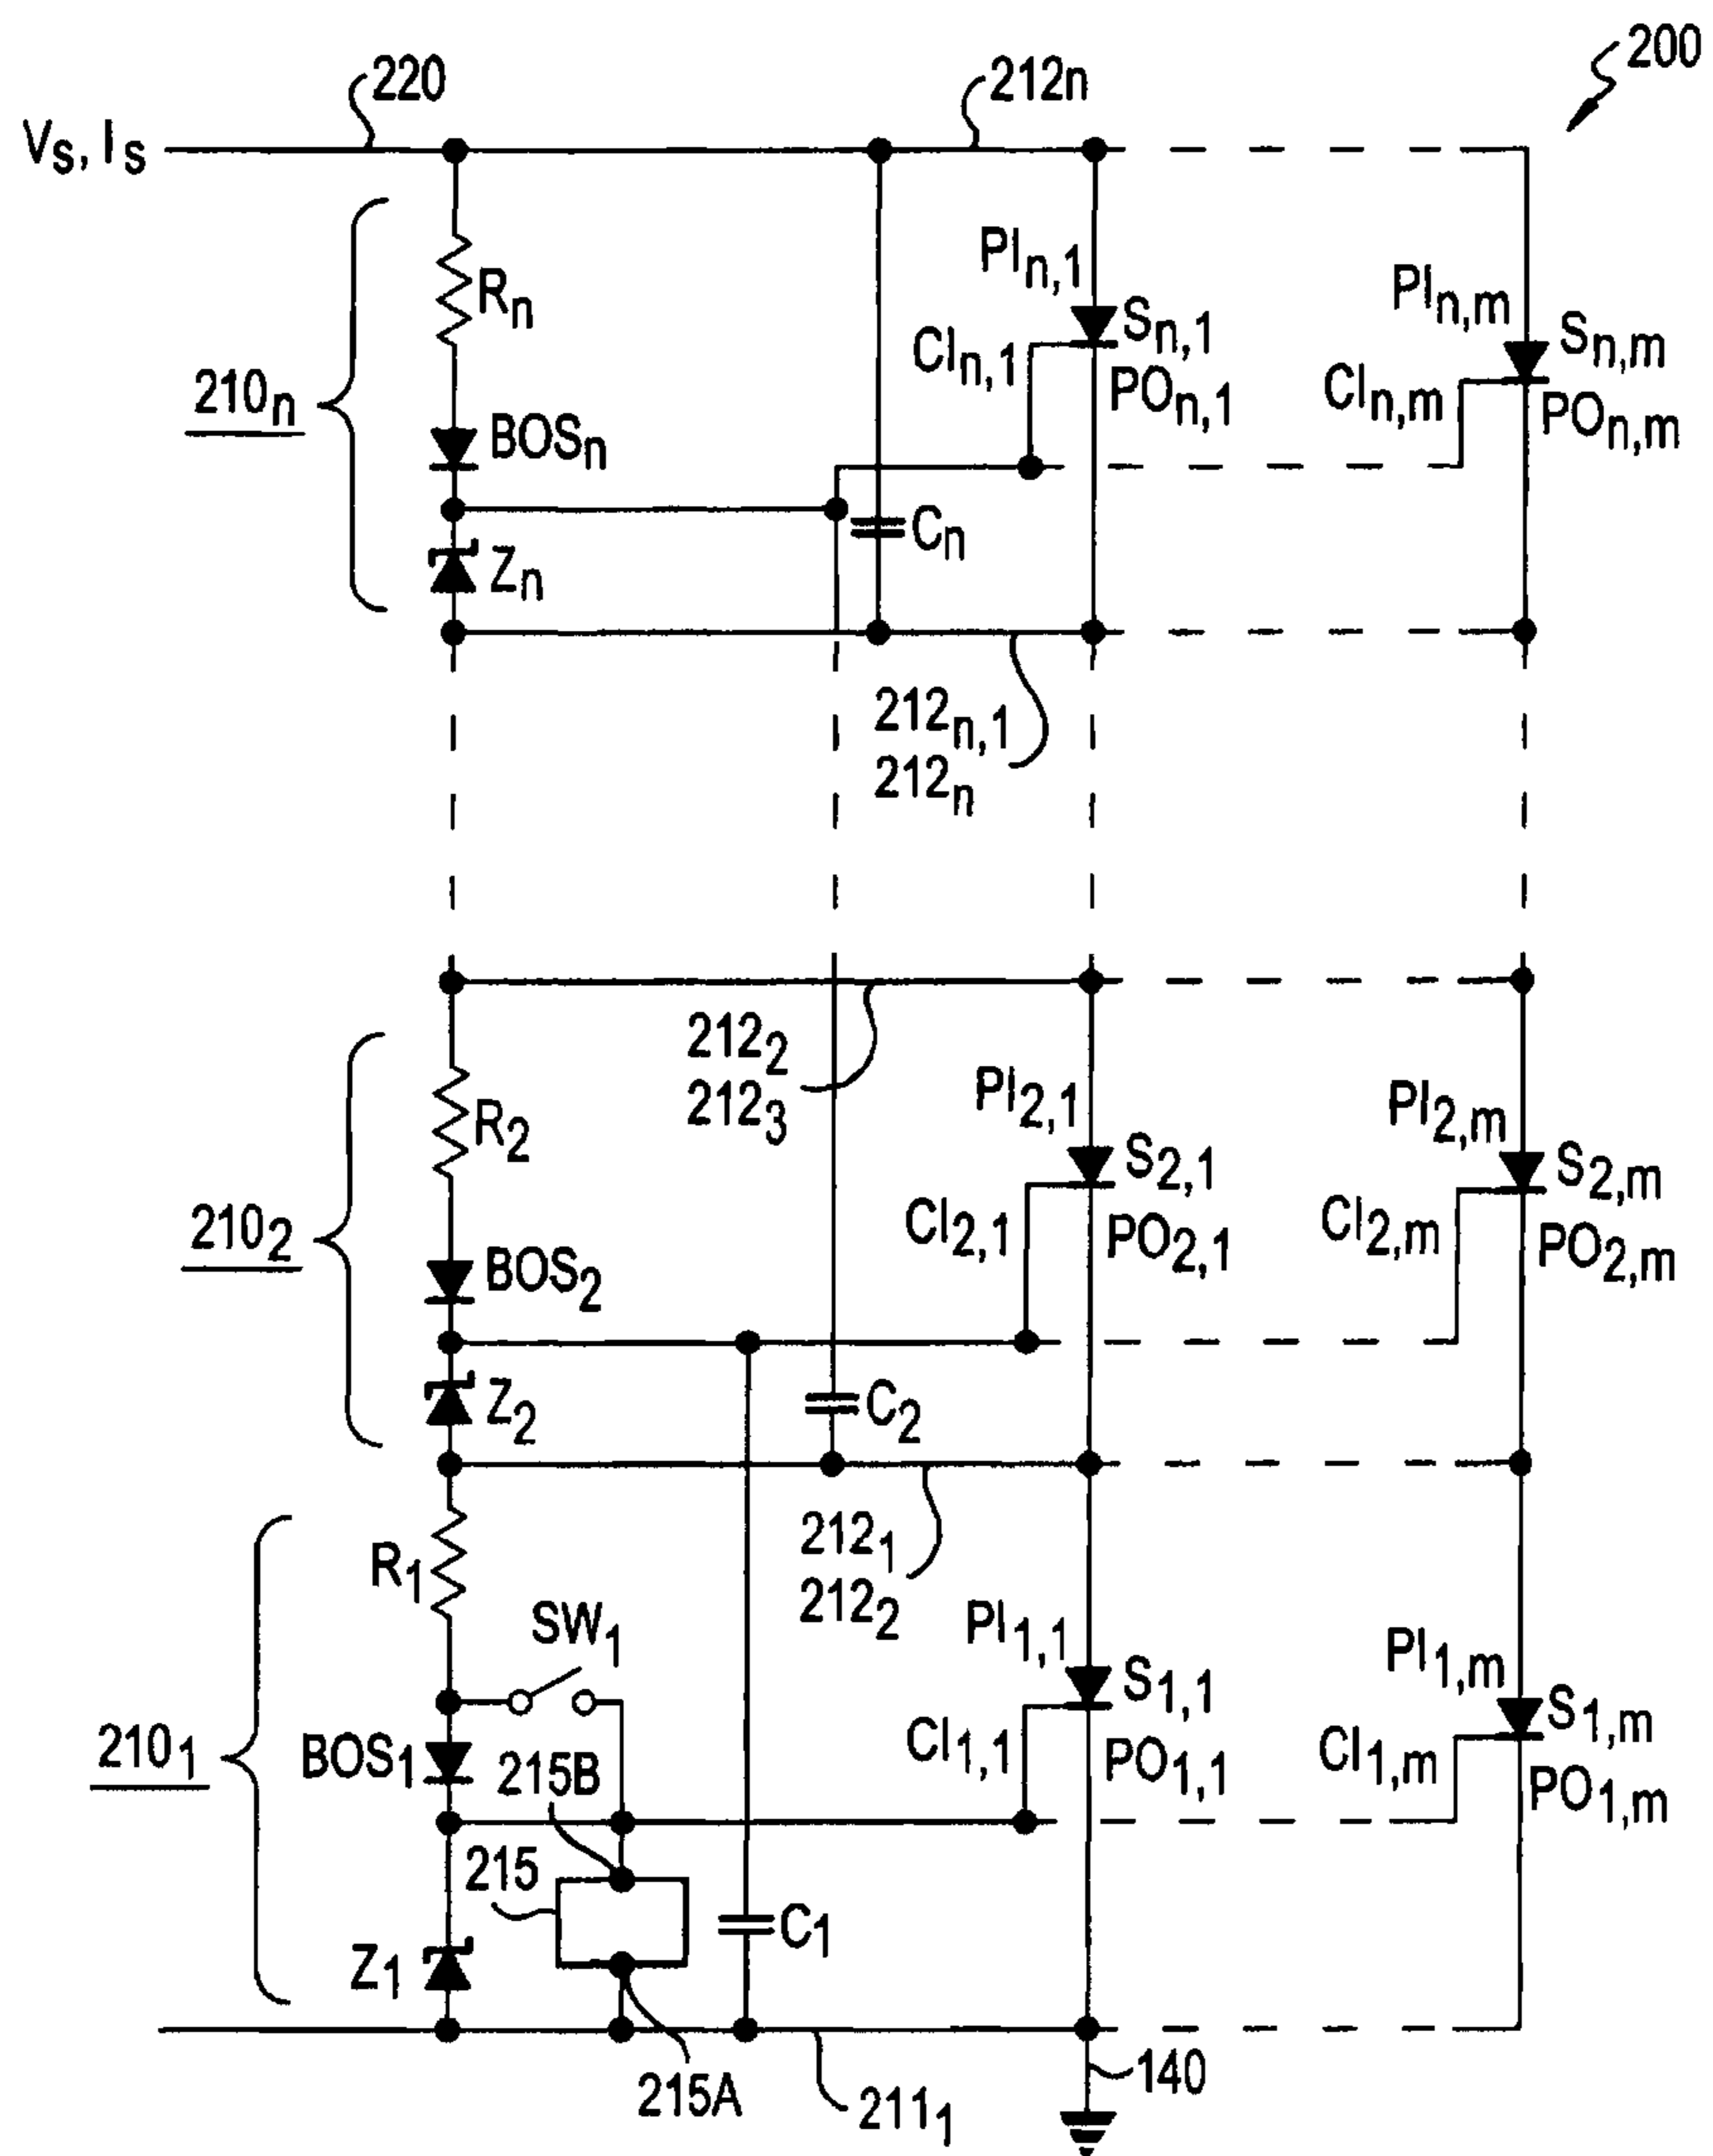 200
220
212n
Vs, Is
PIn,1
Rn
Sn,1
PIn,m
Sn,m
CIn,1
POn,1
CIn,m
POn,m
210n
BOSn
Cn
Zn
212n,1
212n
2122
2123
PI2,1
PI2,m
R2
S2,1
S2,m
CI2,1
CI2,m
2102
PO2,1
PO2,m
BOS2
Z2
C2
2121
2122
R1
SW1
PI1,1
PI1,m
S1,1
S1,m
2101
BOS1
215B
CI1,1
PO1,1
CI1,m
PO1,m
215
C1
Z1
215A
2111
140